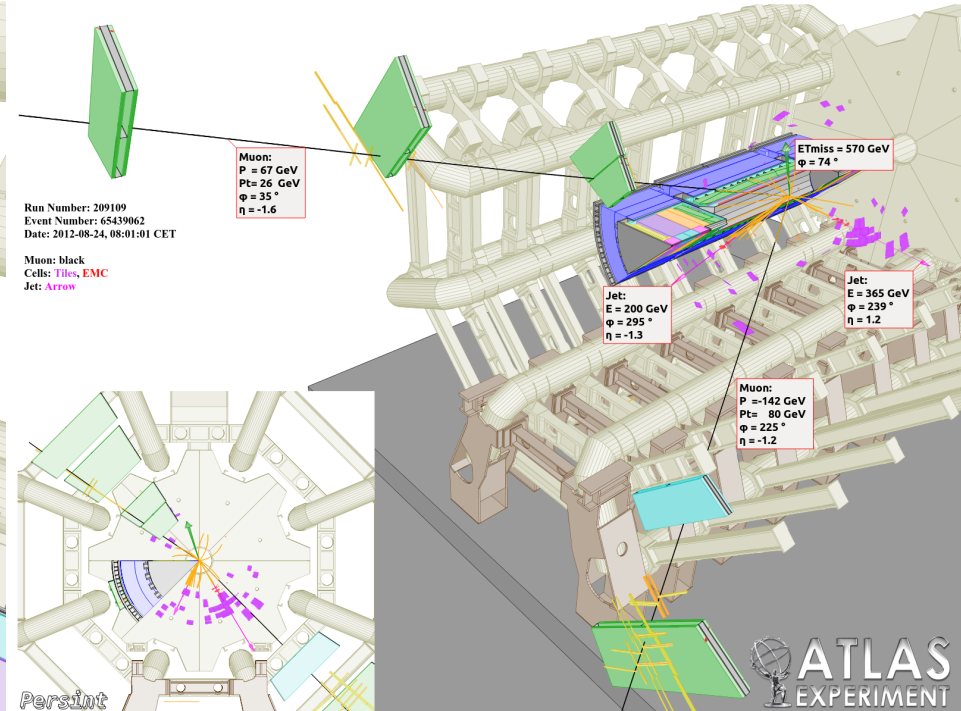 Muon:
P = 67 GeV
Pt= 26 GeV
φ = 35 °
η = -1.6
ETmiss = 570 GeV
φ = 74 °
Run Number: 209109
Event Number: 65439062
Date: 2012-08-24, 08:01:01 CET
Muon: black
Cells: Tiles, EMC
Jet: Arrow
Jet:
E = 200 GeV
φ = 295 °
η = -1.3
Jet:
E = 365 GeV
φ = 239 °
η = 1.2
Muon:
P =-142 GeV
Pt= 80 GeV
φ = 225 °
η = -1.2
Persint
ATLAS
EXPERIMENT